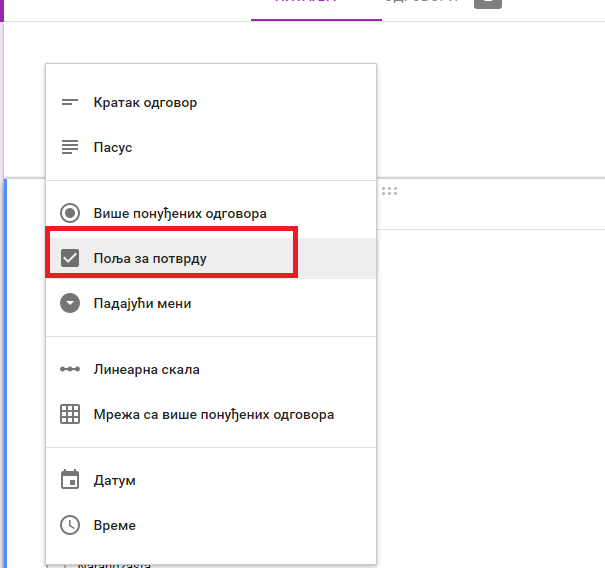 Кратак одговор
Пасус
Више понуђених одговора
Поља за потврду
Падајући мени
Линеарна скала
Мрежа са више понуђених одговора
Датум
Време